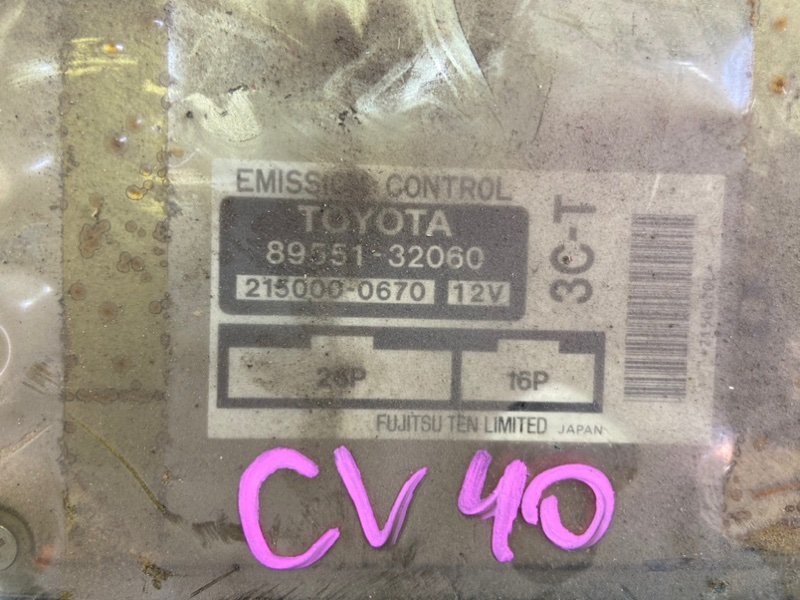 EMISSION CONTROL
TOYOTA
89551-32060
215000-0670 12V
3C-T
26P 16P
FUJITSU TEN LIMITED JAPAN
CV40